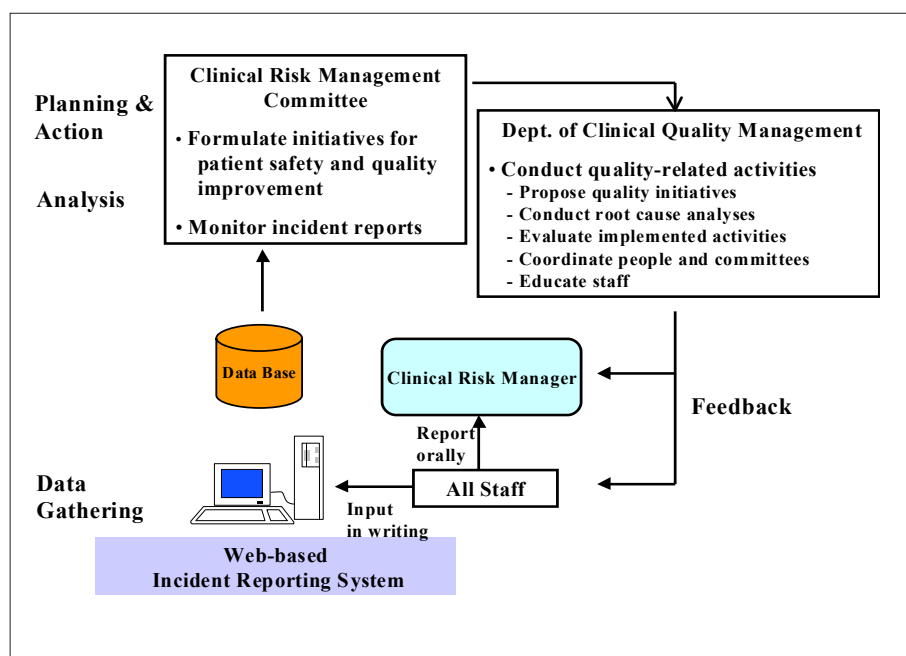 Planning &
Action
Analysis
Clinical Risk Management
Committee
• Formulate initiatives for
patient safety and quality
improvement
• Monitor incident reports
Dept. of Clinical Quality Management
• Conduct quality-related activities
- Propose quality initiatives
- Conduct root cause analyses
- Evaluate implemented activities
- Coordinate people and committees
- Educate staff
Data Base
Clinical Risk Manager
Feedback
Report
orally
All Staff
Data
Gathering
Input
in writing
Web-based
Incident Reporting System